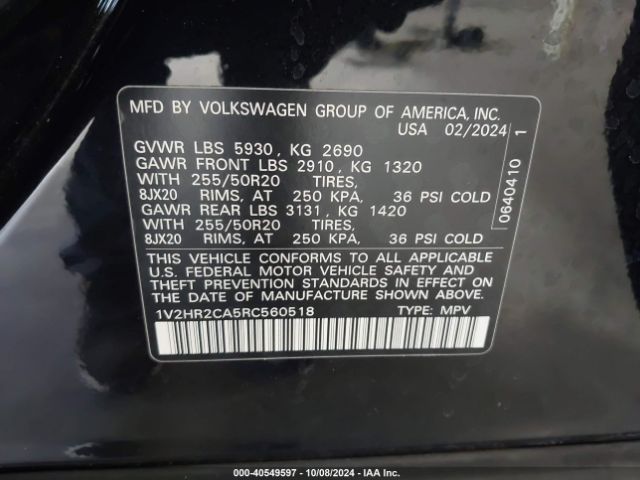 MFD BY VOLKSWAGEN GROUP OF AMERICA, INC.
USA 02/2024
GVWR LBS 5930, KG 2690
GAWR FRONT LBS 2910, KG 1320
WITH 255/50R20 TIRES,
8JX20 RIMS, AT 250 KPA, 36 PSI COLD
GAWR REAR LBS 3131, KG 1420
WITH 255/50R20 TIRES,
8JX20 RIMS, AT 250 KPA, 36 PSI COLD
THIS VEHICLE CONFORMS TO ALL APPLICABLE
U.S. FEDERAL MOTOR VEHICLE SAFETY AND
THEFT PREVENTION STANDARDS IN EFFECT ON
THE DATE OF MANUFACTURE SHOWN ABOVE.
1V2HR2CA5RC560518 TYPE: MPV
0640410 1
000-40549597 - 10/08/2024 - IAA Inc.